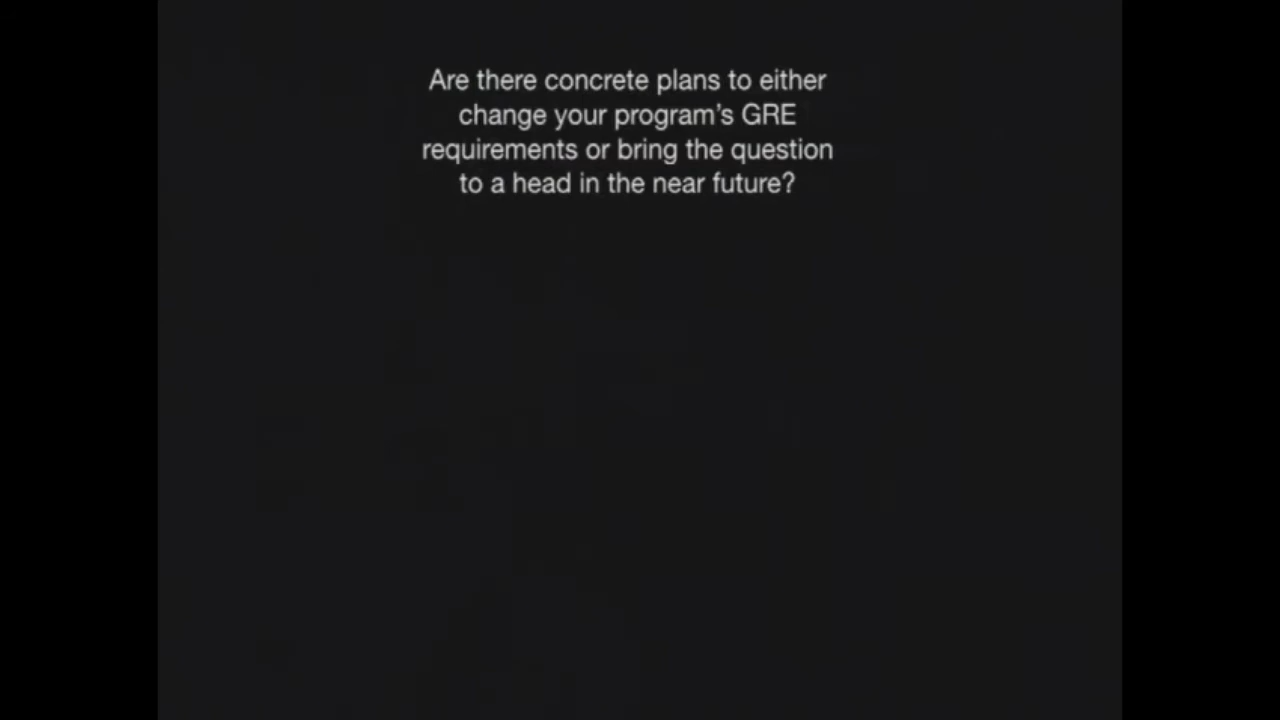 Are there concrete plans to either
change your program’s GRE
requirements or bring the question
to a head in the near future?